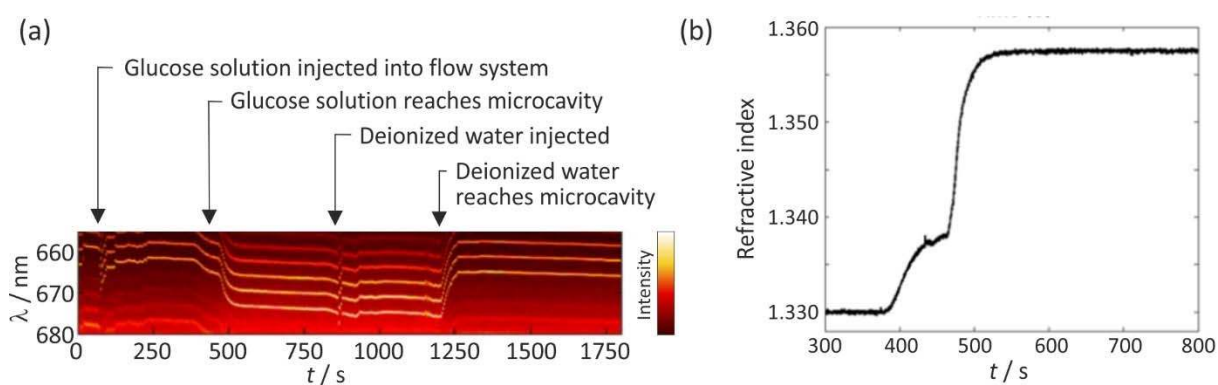 (a)
Glucose solution injected into flow system
Glucose solution reaches microcavity
Deionized water injected
Deionized water
reaches microcavity
660
670
680
λ / nm
0 250 500 750 1000 1250 1500 1750
t / s
Intensity
(b)
1.360
1.350
1.340
1.330
Refractive index
300 400 500 600 700 800
t / s